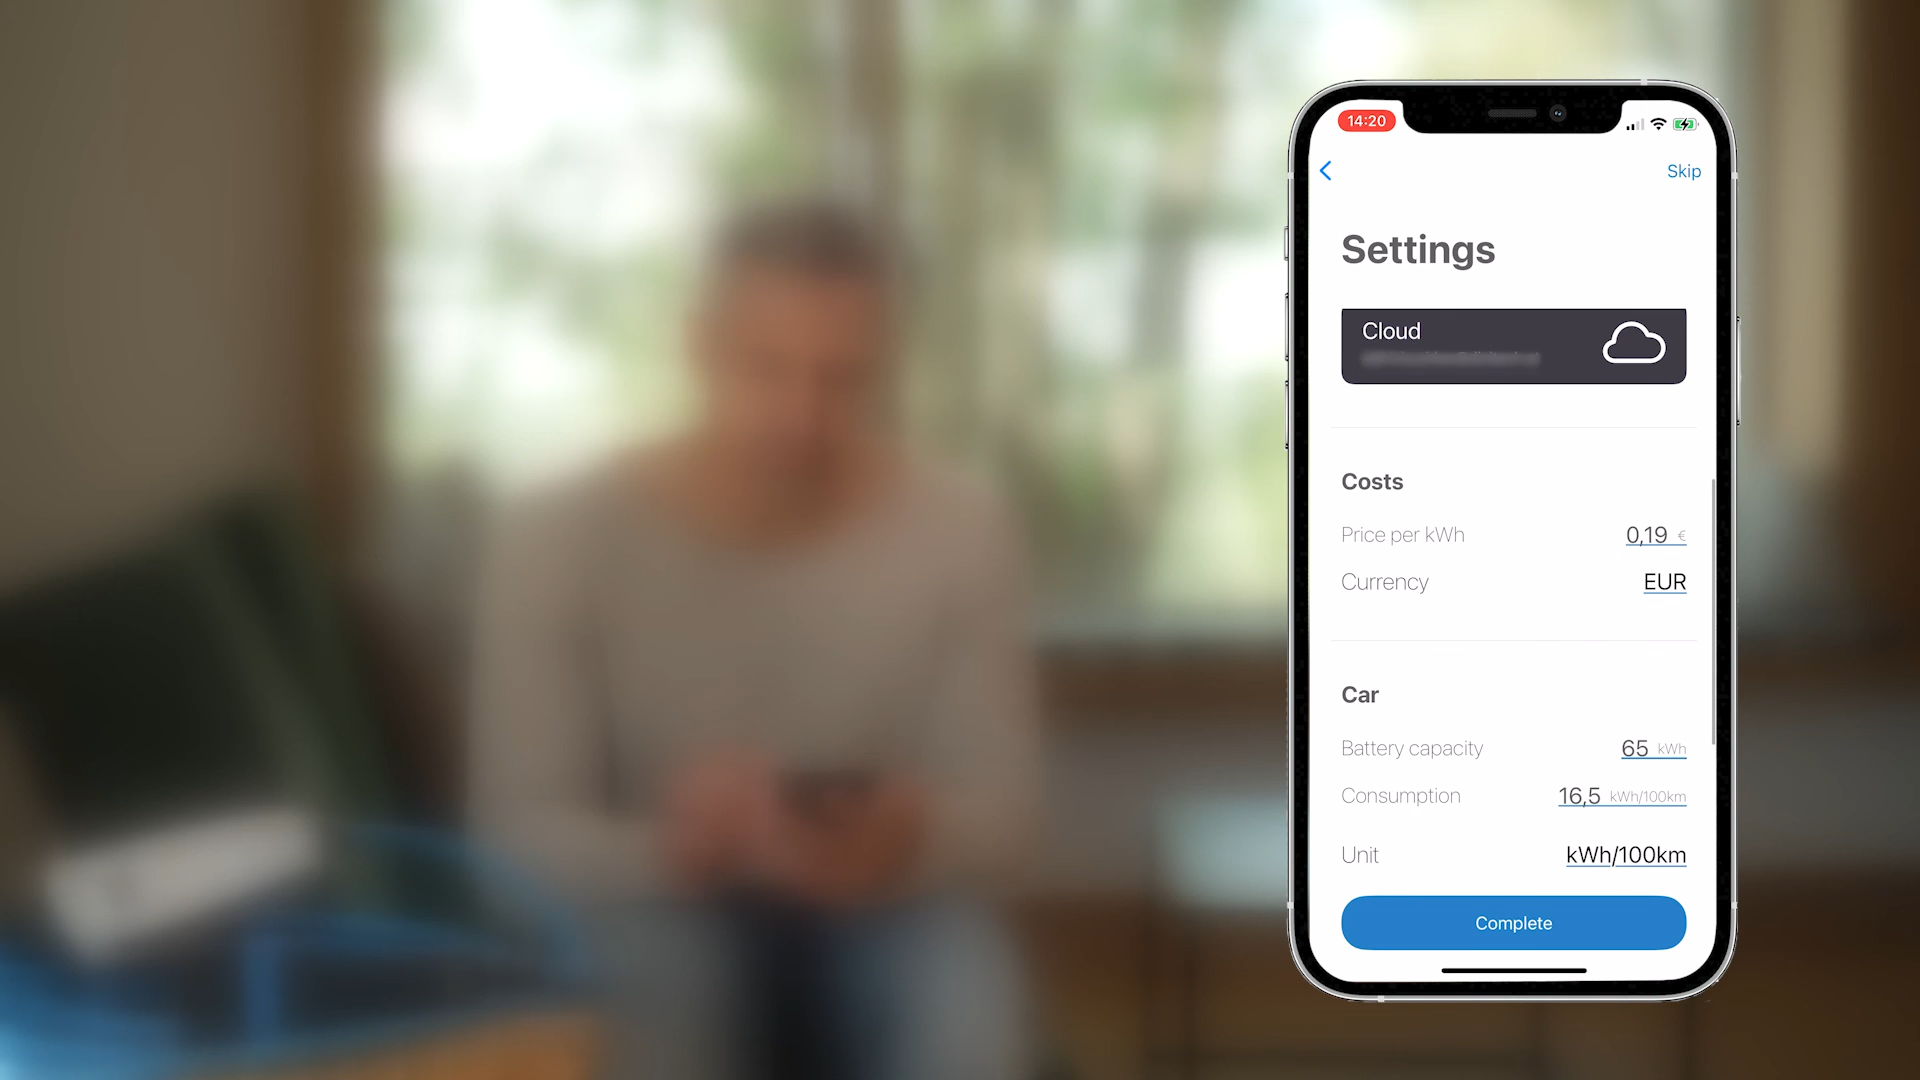 14:20
Skip
Settings
Cloud
Costs
Price per kWh 0,19 €
Currency EUR
Car
Battery capacity 65 kWh
Consumption 16,5 kWh/100km
Unit kWh/100km
Complete